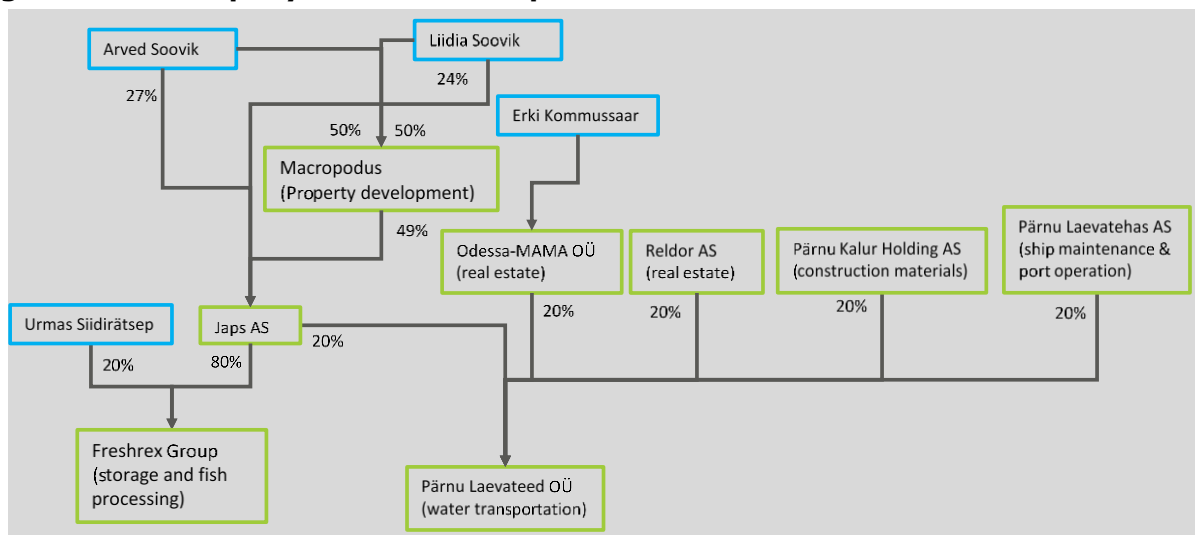 Arved Soovik
Liidia Soovik
27%
24%
Erki Kommussaar
50%
50%
Macropodus
(Property development)
49%
Odessa-MAMA OÜ
(real estate)
Reldor AS
(real estate)
Pärnu Kalur Holding AS
(construction materials)
Pärnu Laevatehas AS
(ship maintenance &
port operation)
20%
20%
20%
20%
Urmas Siidirätsep
Japs AS
20%
20%
80%
Freshrex Group
(storage and fish
processing)
Pärnu Laevateed OÜ
(water transportation)